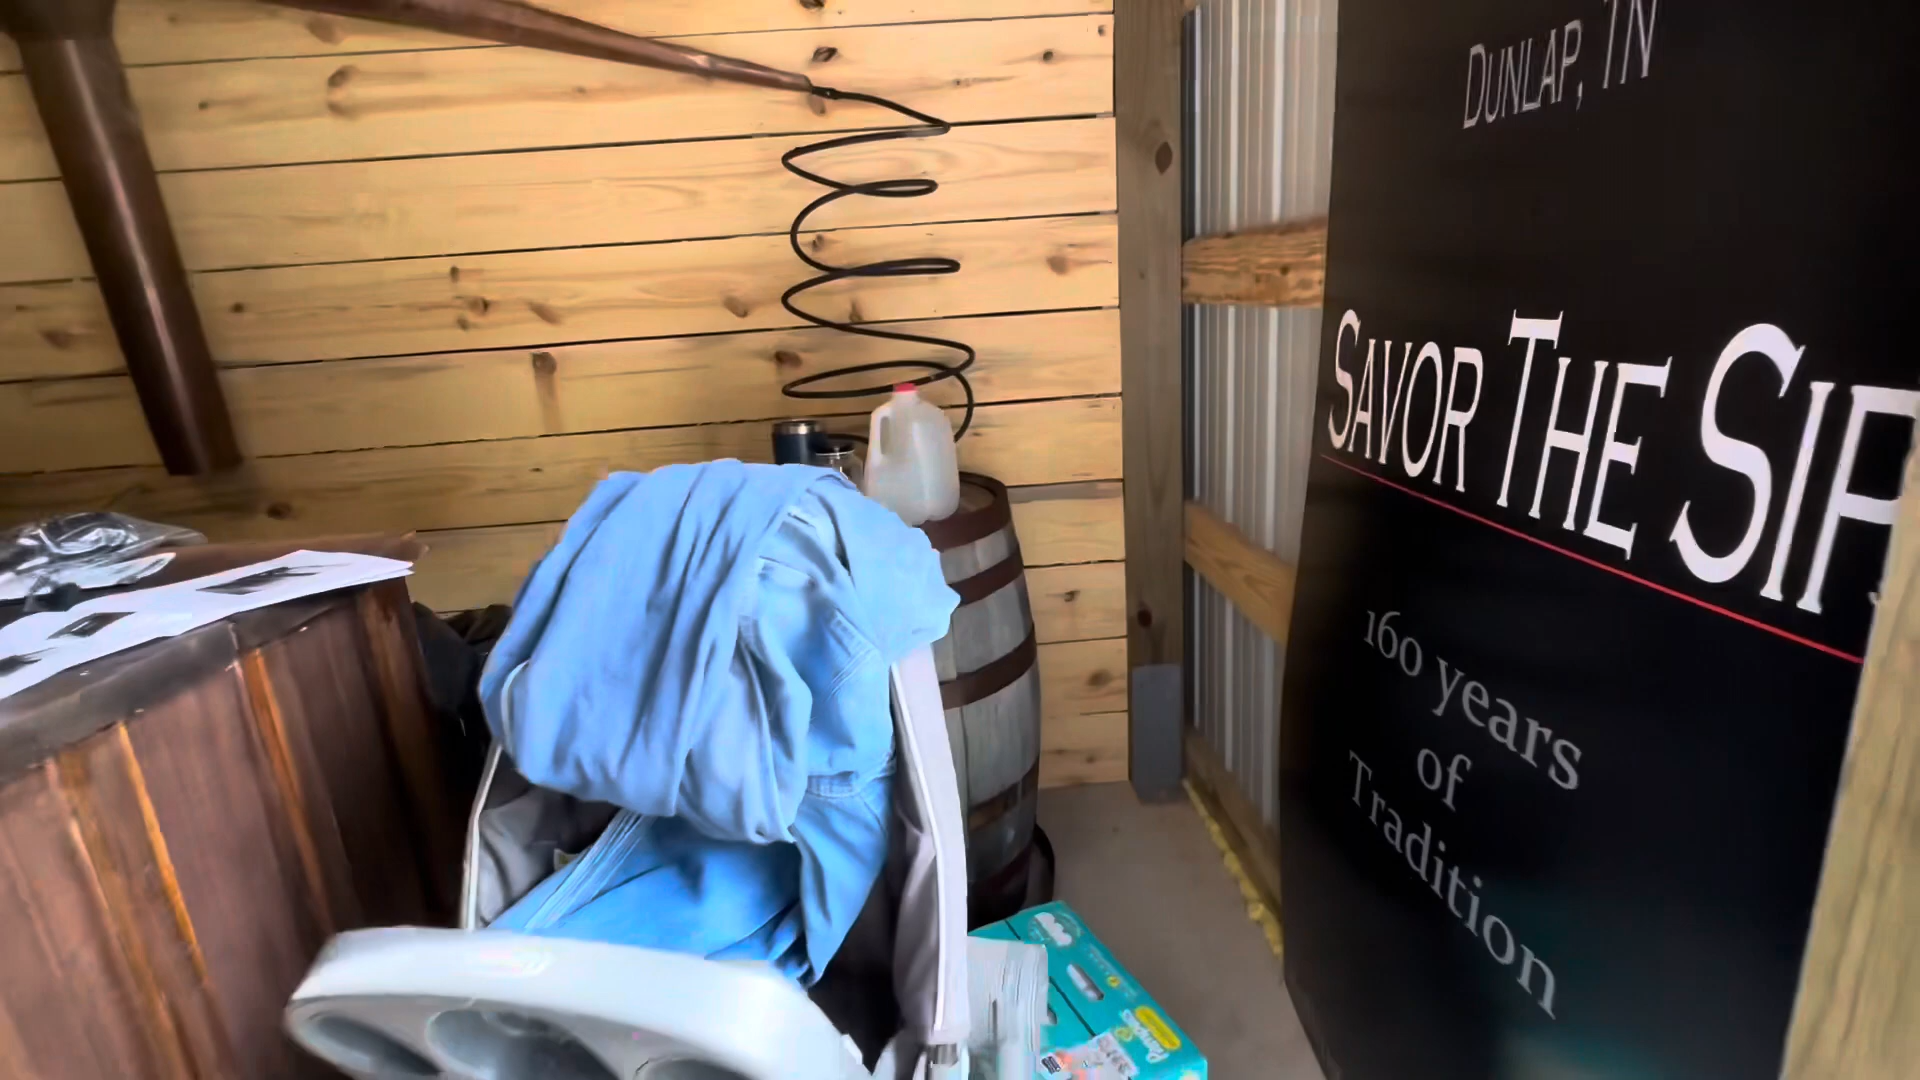 DUNLAP, TN
SAVOR THE SIP
160 years
of
Tradition
Pampers